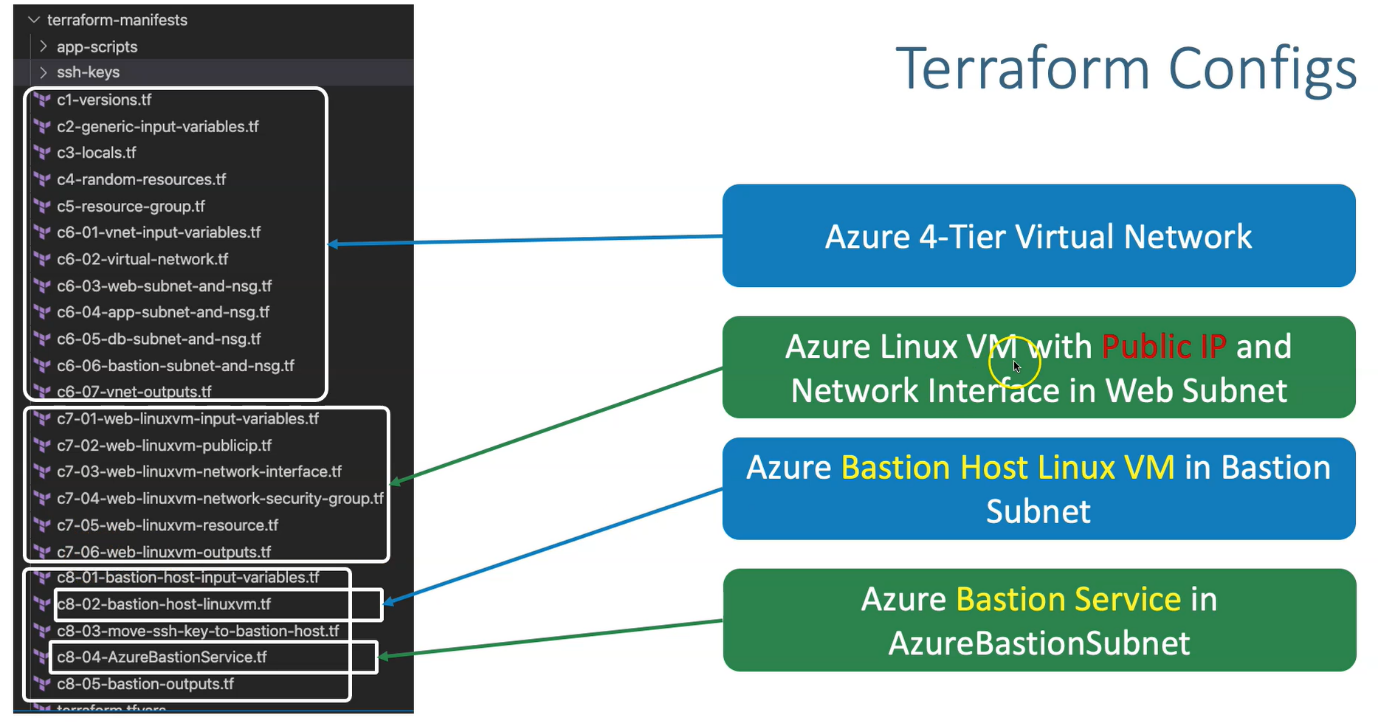 terraform-manifests
app-scripts
ssh-keys
c1-versions.tf
c2-generic-input-variables.tf
c3-locals.tf
c4-random-resources.tf
c5-resource-group.tf
c6-01-vnet-input-variables.tf
c6-02-virtual-network.tf
c6-03-web-subnet-and-nsg.tf
c6-04-app-subnet-and-nsg.tf
c6-05-db-subnet-and-nsg.tf
c6-06-bastion-subnet-and-nsg.tf
c6-07-vnet-outputs.tf
c7-01-web-linuxvm-input-variables.tf
c7-02-web-linuxvm-publicip.tf
c7-03-web-linuxvm-network-interface.tf
c7-04-web-linuxvm-network-security-group.tf
c7-05-web-linuxvm-resource.tf
c7-06-web-linuxvm-outputs.tf
c8-01-bastion-host-input-variables.tf
c8-02-bastion-host-linuxvm.tf
c8-03-move-ssh-key-to-bastion-host.tf
c8-04-AzureBastionService.tf
c8-05-bastion-outputs.tf
terraform.tfvars
Terraform Configs
Azure 4-Tier Virtual Network
Azure Linux VM with Public IP and
Network Interface in Web Subnet
Azure Bastion Host Linux VM in Bastion
Subnet
Azure Bastion Service in
AzureBastionSubnet